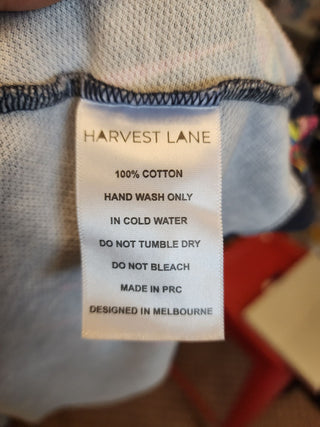 HARVEST LANE
100% COTTON
HAND WASH ONLY
IN COLD WATER
DO NOT TUMBLE DRY
DO NOT BLEACH
MADE IN PRC
DESIGNED IN MELBOURNE